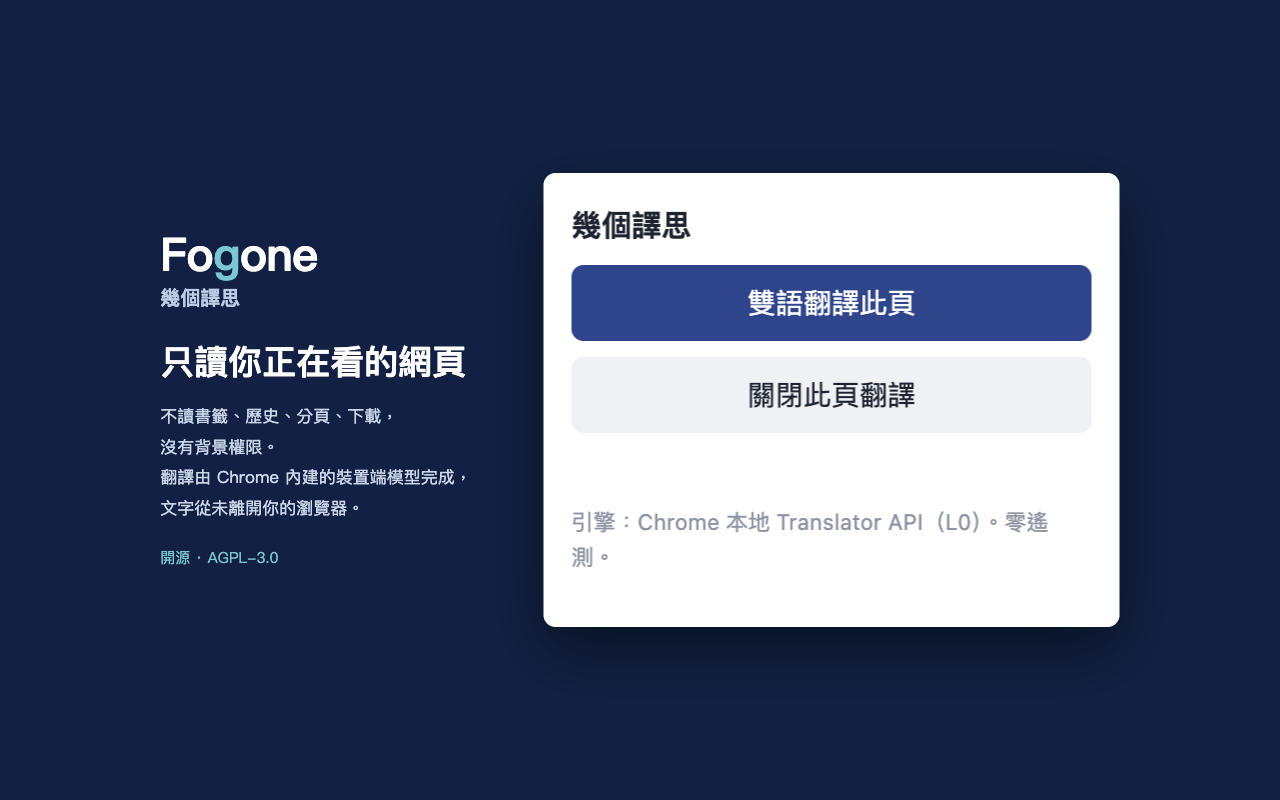 Fogone
幾個譯思
只讀你正在看的網頁
不讀書籤、歷史、分頁、下載，
沒有背景權限。
翻譯由 Chrome 內建的裝置端模型完成，
文字從未離開你的瀏覽器。
開源 · AGPL-3.0
幾個譯思
雙語翻譯此頁
關閉此頁翻譯
引擎：Chrome 本地 Translator API（L0）。零遙
測。